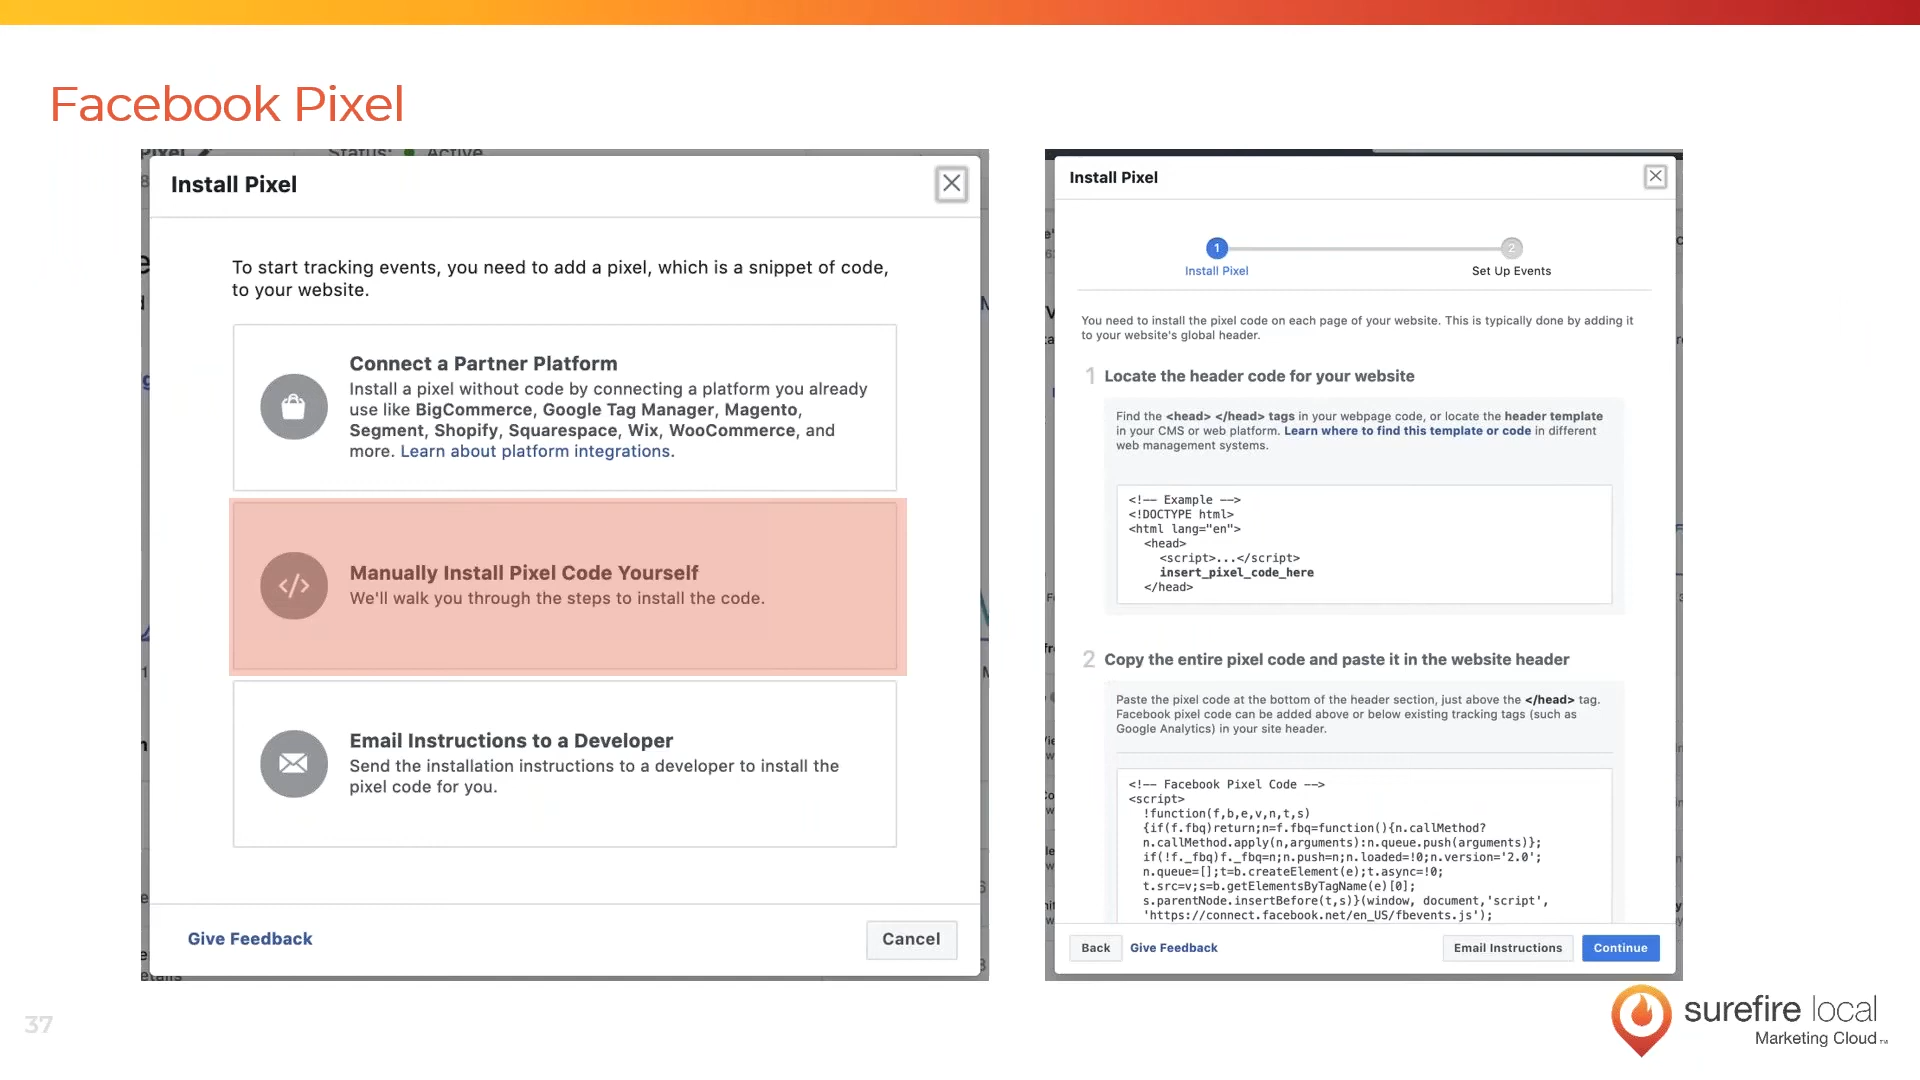 Facebook Pixel
Status: Active
Install Pixel
To start tracking events, you need to add a pixel, which is a snippet of code,
to your website.
Connect a Partner Platform
Install a pixel without code by connecting a platform you already
use like BigCommerce, Google Tag Manager, Magento,
Segment, Shopify, Squarespace, Wix, WooCommerce, and
more. Learn about platform integrations.
Manually Install Pixel Code Yourself
We'll walk you through the steps to install the code.
Email Instructions to a Developer
Send the installation instructions to a developer to install the
pixel code for you.
Give Feedback
Cancel
Install Pixel
1
2
Install Pixel
Set Up Events
You need to install the pixel code on each page of your website. This is typically done by adding it
to your website's global header.
1 Locate the header code for your website
Find the <head> </head> tags in your webpage code, or locate the header template
in your CMS or web platform. Learn where to find this template or code in different
web management systems.
<!-- Example -->
<!DOCTYPE html>
<html lang="en">
<head>
<script>...</script>
insert_pixel_code_here
</head>
2 Copy the entire pixel code and paste it in the website header
Paste the pixel code at the bottom of the header section, just above the </head> tag.
Facebook pixel code can be added above or below existing tracking tags (such as
Google Analytics) in your site header.
<!-- Facebook Pixel Code -->
<script>
!function(f,b,e,v,n,t,s)
{if(f.fbq)return;n=f.fbq=function(){n.callMethod?
n.callMethod.apply(n,arguments):n.queue.push(arguments)};
if(!f._fbq)f._fbq=n;n.push=n;n.loaded=!0;n.version='2.0';
n.queue=[];t=b.createElement(e);t.async=!0;
t.src=v;s=b.getElementsByTagName(e)[0];
s.parentNode.insertBefore(t,s)}(window, document,'script',
'https://connect.facebook.net/en_US/fbevents.js');
Back
Give Feedback
Email Instructions
Continue
37
surefire local
Marketing Cloud™